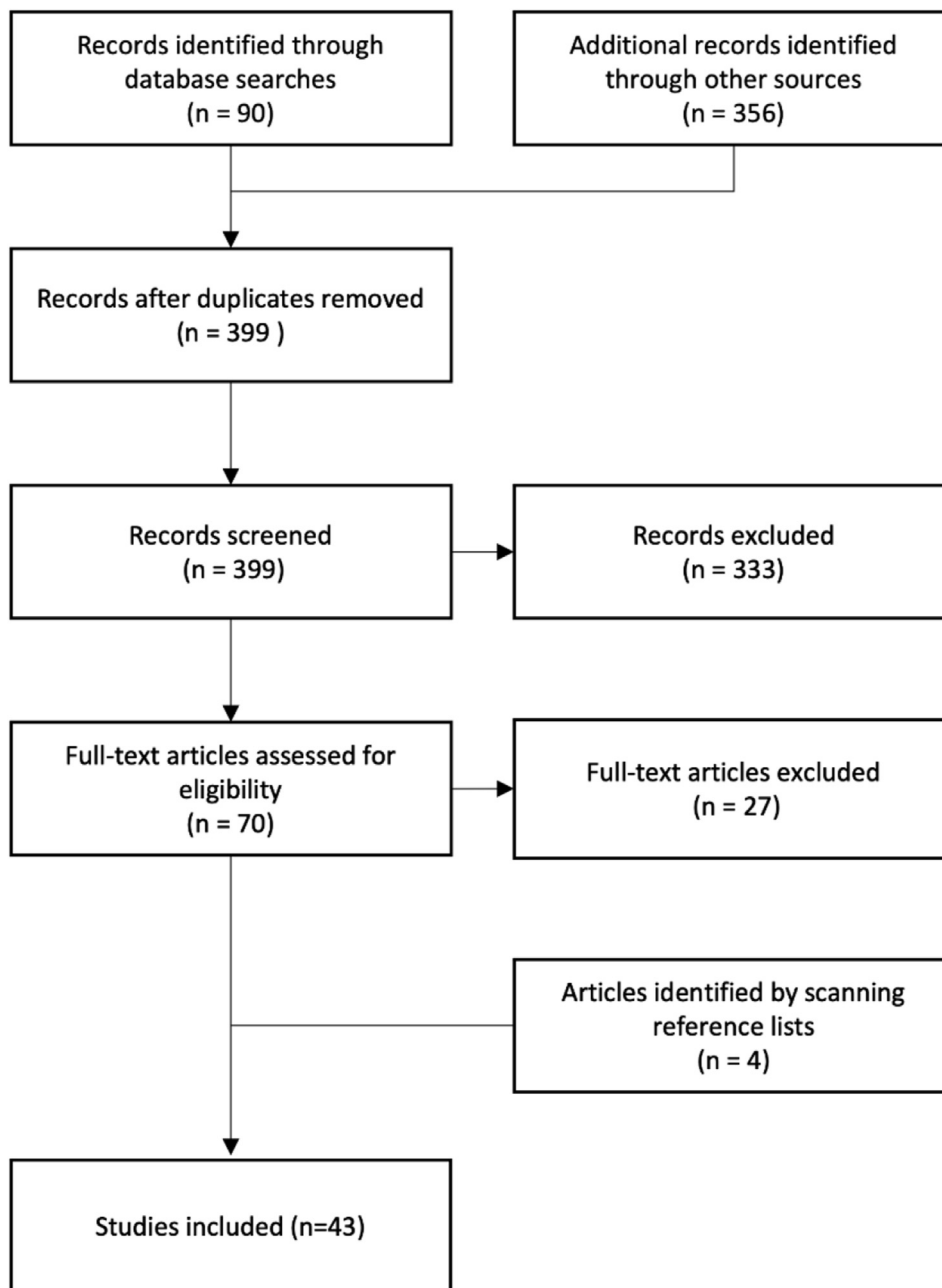 Records identified through
database searches
(n = 90)
Additional records identified
through other sources
(n = 356)
Records after duplicates removed
(n = 399 )
Records screened
(n = 399)
Records excluded
(n = 333)
Full-text articles assessed for
eligibility
(n = 70)
Full-text articles excluded
(n = 27)
Articles identified by scanning
reference lists
(n = 4)
Studies included (n=43)